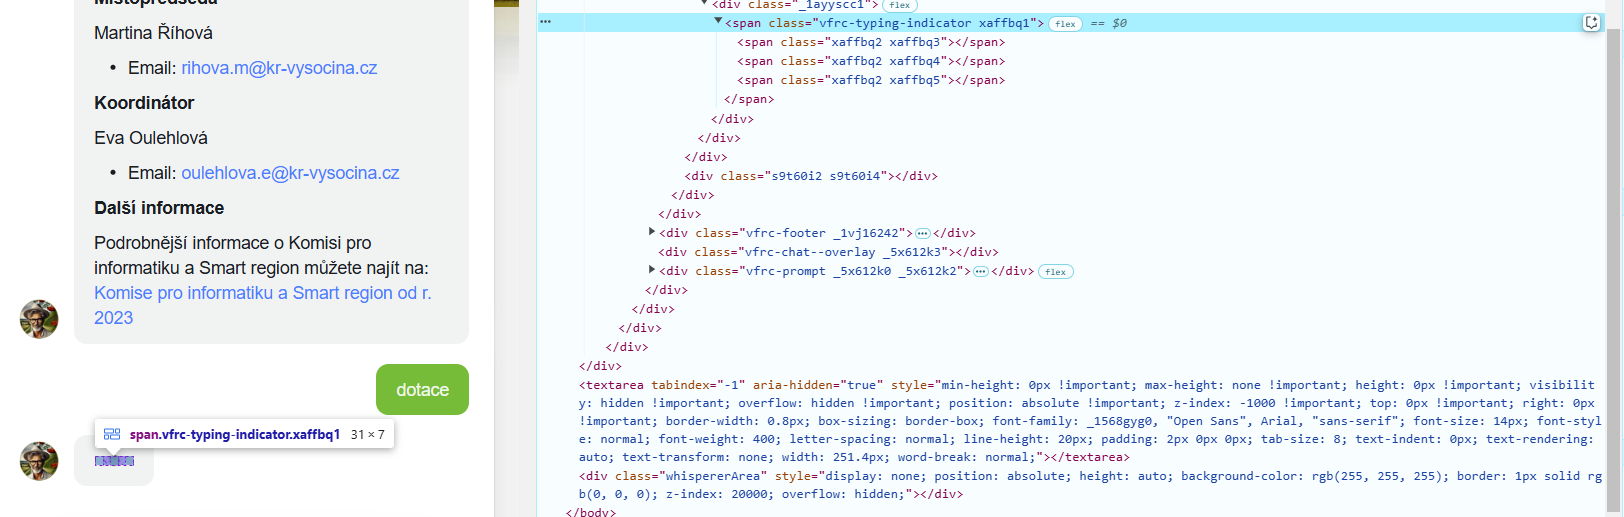 Místopředseda
Martina Říhová
• Email: rihova.m@kr-vysocina.cz
Koordinátor
Eva Oulehlová
• Email: oulehlova.e@kr-vysocina.cz
Další informace
Podrobnější informace o Komisi pro
informatiku a Smart region můžete najít na:
Komise pro informatiku a Smart region od r.
2023
dotace
span.vfrc-typing-indicator.xaffbq1 31 × 7
<div class="_1ayyscc1"> flex
··· <span class="vfrc-typing-indicator xaffbq1"> flex == $0
<span class="xaffbq2 xaffbq3"></span>
<span class="xaffbq2 xaffbq4"></span>
<span class="xaffbq2 xaffbq5"></span>
</span>
</div>
</div>
</div>
<div class="s9t60i2 s9t60i4"></div>
</div>
</div>
<div class="vfrc-footer _1vj16242">···</div>
<div class="vfrc-chat--overlay _5x612k3"></div>
<div class="vfrc-prompt _5x612k0 _5x612k2">···</div> flex
</div>
</div>
</div>
</div>
</div>
<textarea tabindex="-1" aria-hidden="true" style="min-height: 0px !important; max-height: none !important; height: 0px !important; visibilit
y: hidden !important; overflow: hidden !important; position: absolute !important; z-index: -1000 !important; top: 0px !important; right: 0px
!important; border-width: 0.8px; box-sizing: border-box; font-family: _1568gyg0, "Open Sans", Arial, "sans-serif"; font-size: 14px; font-styl
e: normal; font-weight: 400; letter-spacing: normal; line-height: 20px; padding: 2px 0px 0px; tab-size: 8; text-indent: 0px; text-rendering:
auto; text-transform: none; width: 251.4px; word-break: normal;"></textarea>
<div class="whispererArea" style="display: none; position: absolute; height: auto; background-color: rgb(255, 255, 255); border: 1px solid rg
b(0, 0, 0); z-index: 20000; overflow: hidden;"></div>
</body>